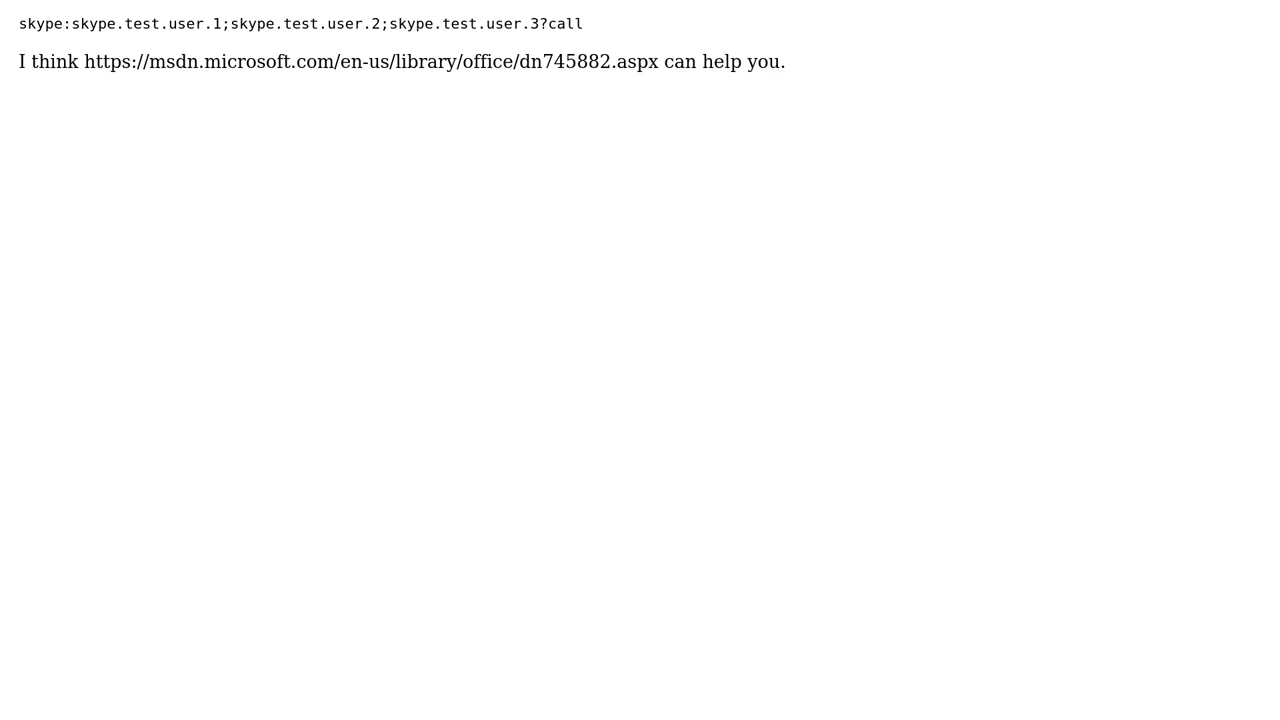 skype:skype.test.user.1;skype.test.user.2;skype.test.user.3?call
I think https://msdn.microsoft.com/en-us/library/office/dn745882.aspx can help you.